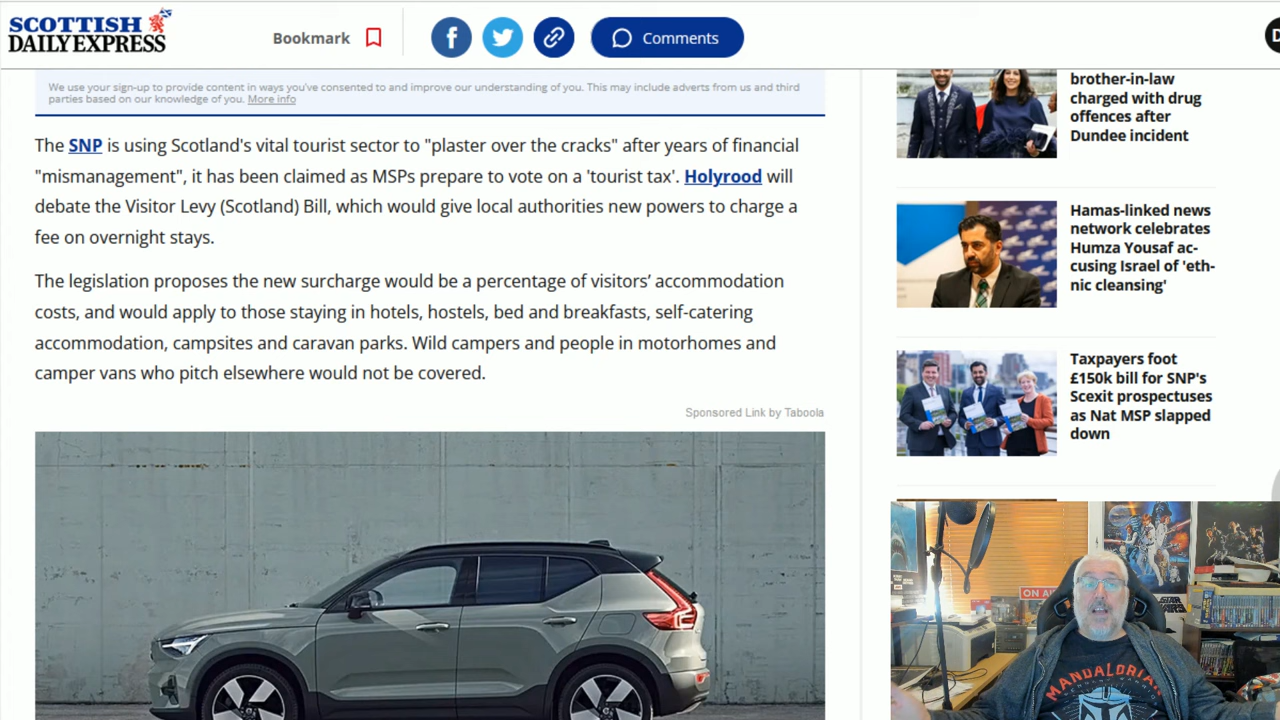 SCOTTISH
DAILY EXPRESS
Bookmark
Comments
D
We use your sign-up to provide content in ways you've consented to and improve our understanding of you. This may include adverts from us and third
parties based on our knowledge of you. More info
The SNP is using Scotland's vital tourist sector to "plaster over the cracks" after years of financial
"mismanagement", it has been claimed as MSPs prepare to vote on a 'tourist tax'. Holyrood will
debate the Visitor Levy (Scotland) Bill, which would give local authorities new powers to charge a
fee on overnight stays.
The legislation proposes the new surcharge would be a percentage of visitors’ accommodation
costs, and would apply to those staying in hotels, hostels, bed and breakfasts, self-catering
accommodation, campsites and caravan parks. Wild campers and people in motorhomes and
camper vans who pitch elsewhere would not be covered.
Sponsored Link by Taboola
brother-in-law
charged with drug
offences after
Dundee incident
Hamas-linked news
network celebrates
Humza Yousaf ac-
cusing Israel of 'eth-
nic cleansing'
Taxpayers foot
£150k bill for SNP's
Scexit prospectuses
as Nat MSP slapped
down
ON AI
MANDALORIA